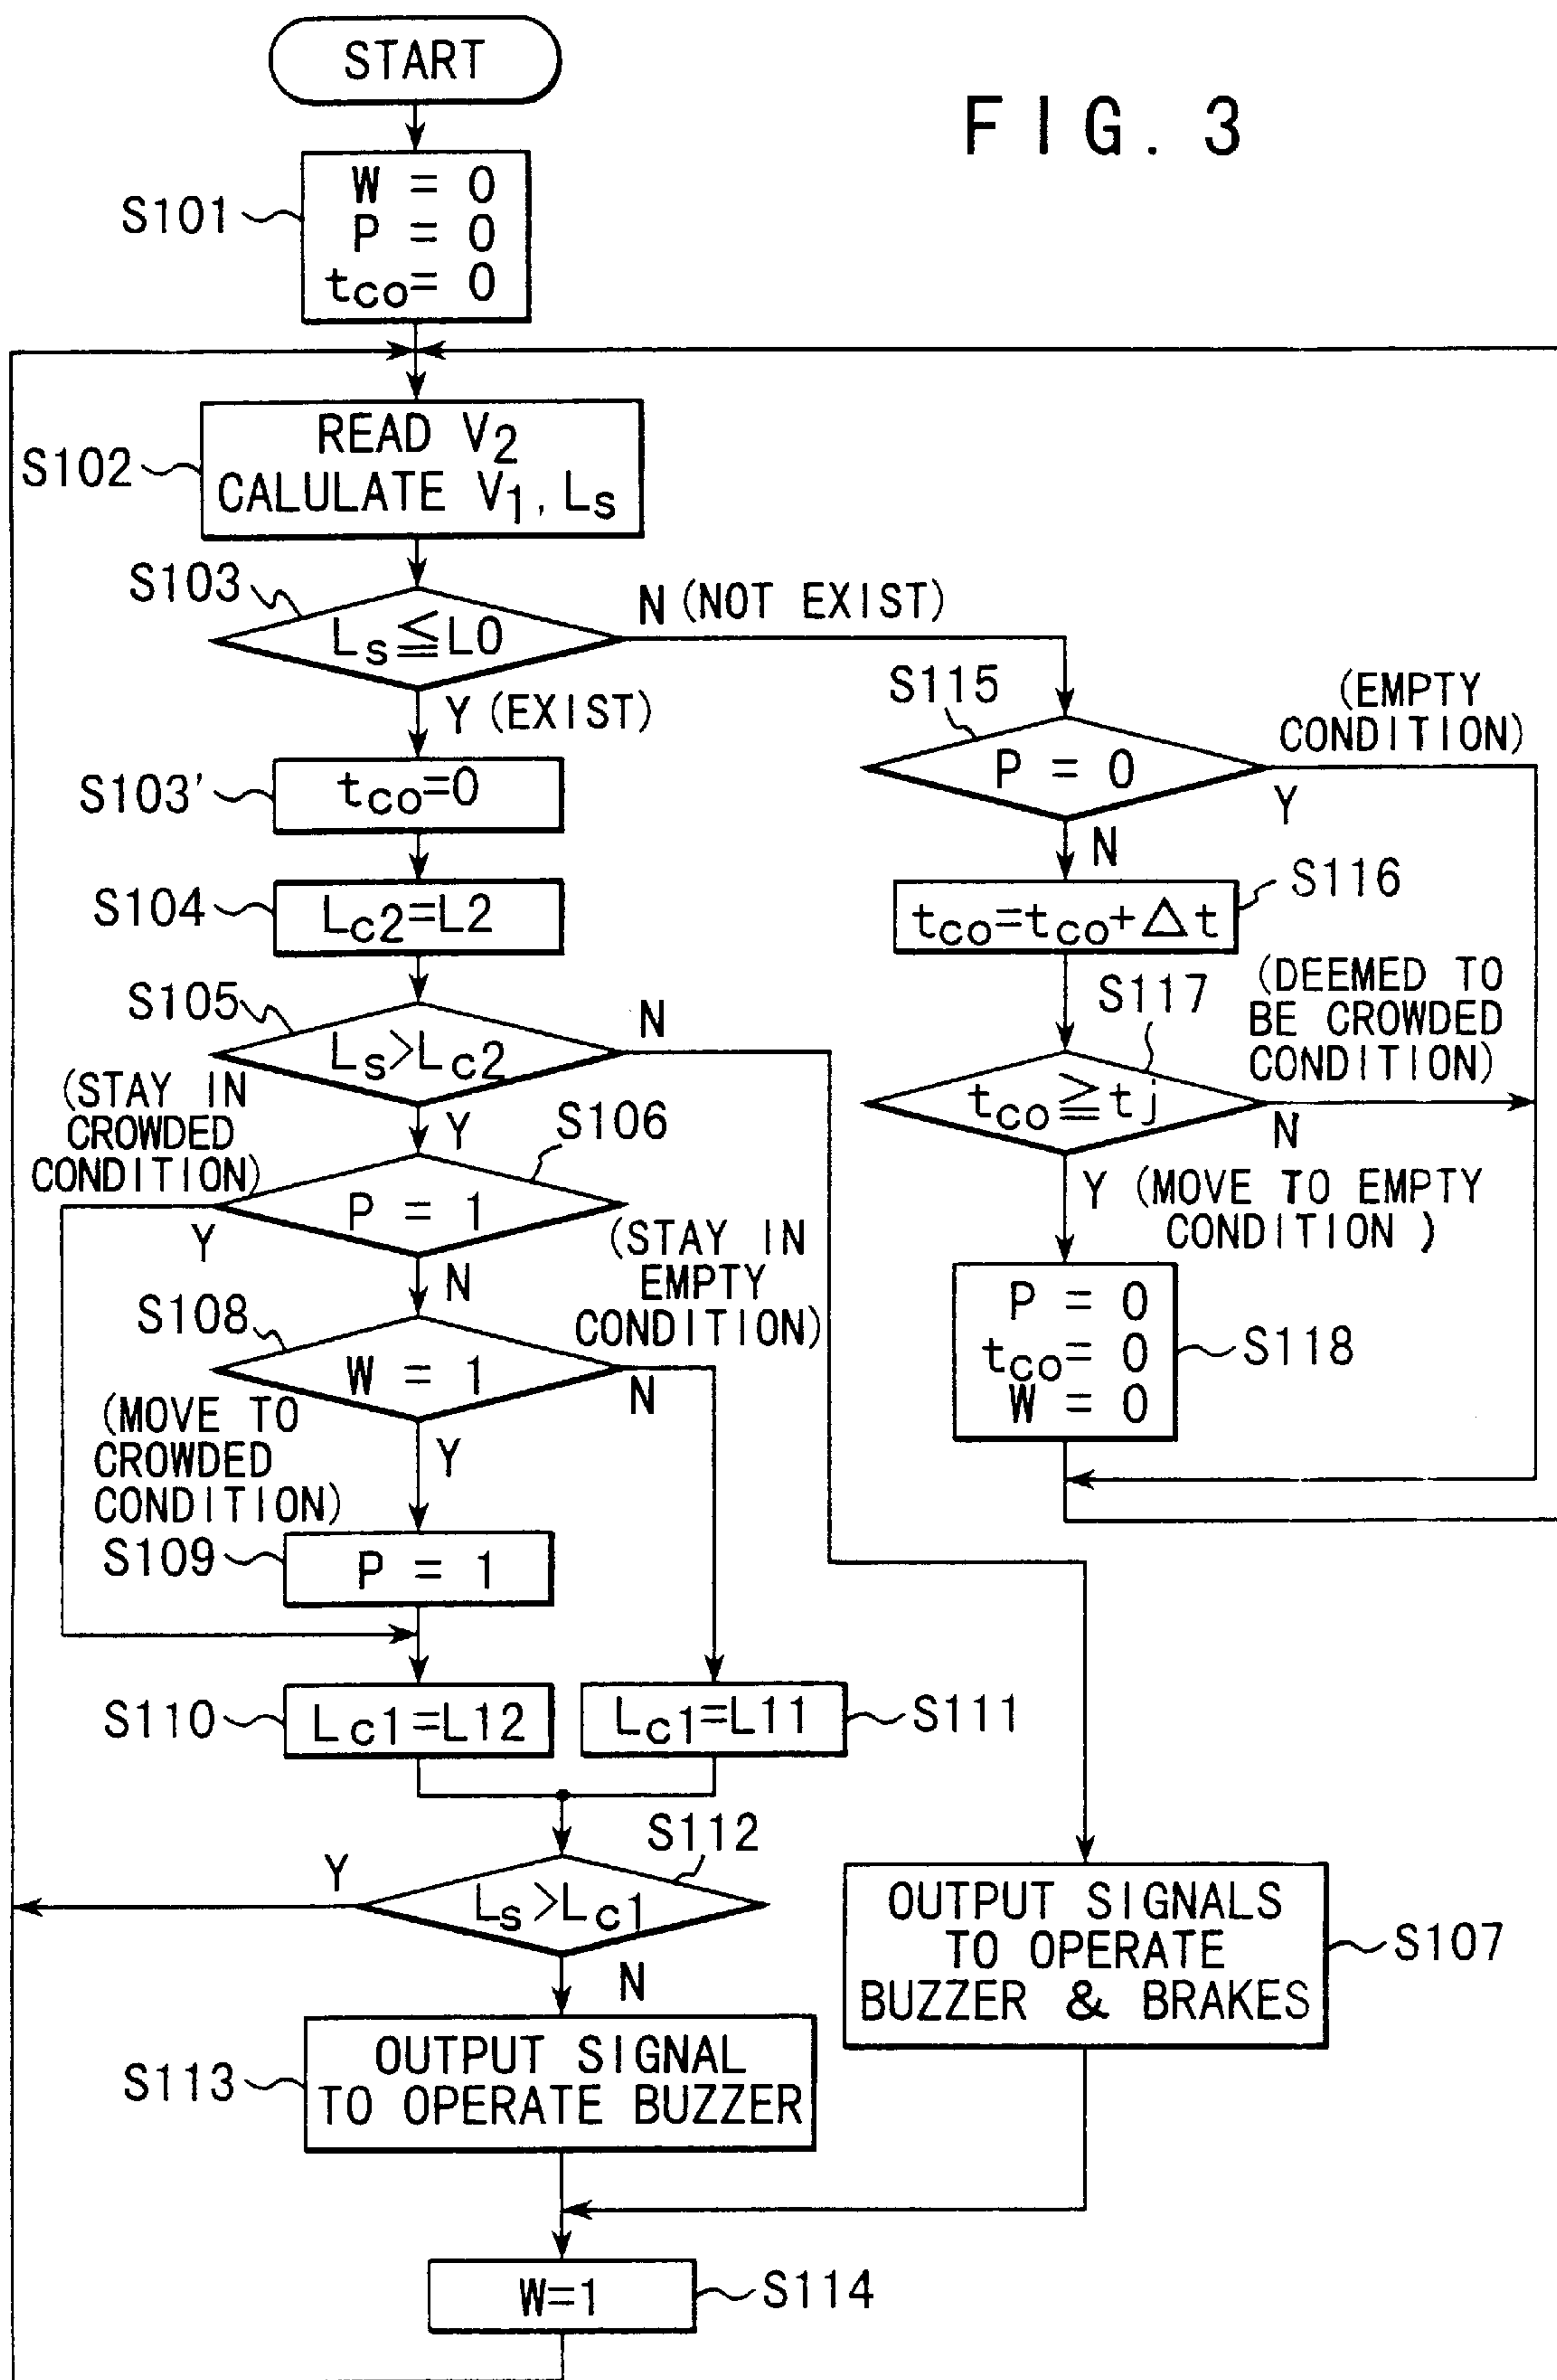 START
FIG. 3
S101
W = 0
P = 0
tco= 0
S102
READ V2
CALULATE V1, Ls
S103
Ls≦L0
N (NOT EXIST)
Y (EXIST)
S103'
tco=0
S104
Lc2=L2
S105
Ls>Lc2
N
Y
(STAY IN
CROWDED
CONDITION)
S106
P = 1
Y
N
(STAY IN
EMPTY
CONDITION)
S108
W = 1
N
Y
(MOVE TO
CROWDED
CONDITION)
S109
P = 1
S110
Lc1=L12
Lc1=L11
S111
S112
Ls>Lc1
Y
N
S113
OUTPUT SIGNAL
TO OPERATE BUZZER
OUTPUT SIGNALS
TO OPERATE
BUZZER & BRAKES
S107
W=1
S114
S115
P = 0
(EMPTY
CONDITION)
Y
N
S116
tco=tco+Δt
S117
tco≧tj
(DEEMED TO
BE CROWDED
CONDITION)
N
Y (MOVE TO EMPTY
CONDITION )
P = 0
tco= 0
W = 0
S118